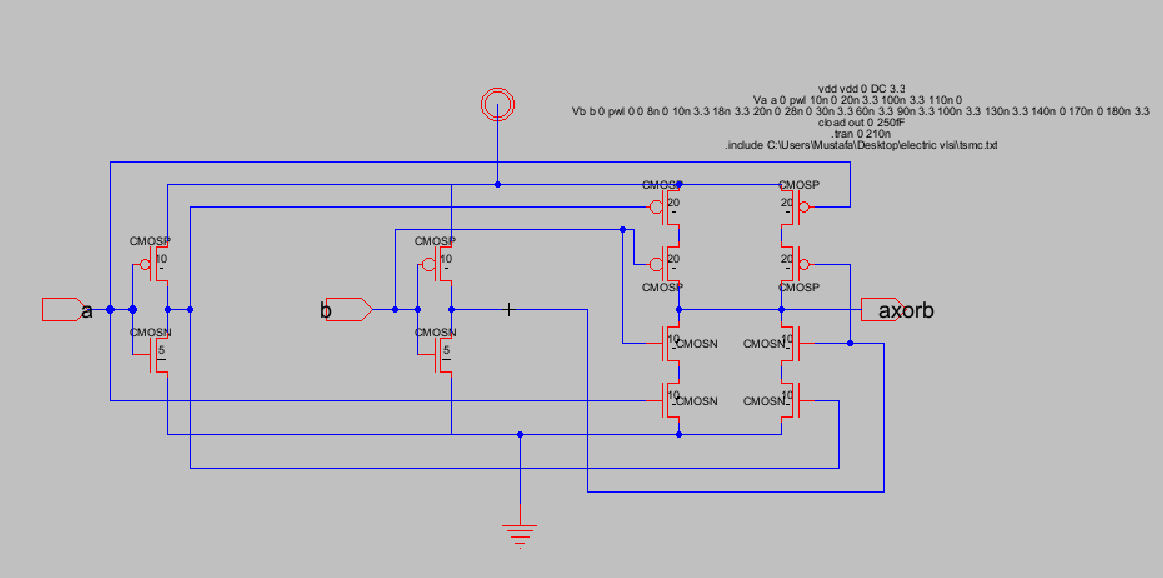 vdd vdd 0 DC 3.3
Va a 0 pwl 10n 0 20n 3.3 100n 3.3 110n 0
Vb b 0 pwl 0 0 8n 0 10n 3.3 18n 3.3 20n 0 28n 0 30n 3.3 60n 3.3 90n 3.3 100n 3.3 130n 3.3 140n 0 170n 0 180n 3.3
cload out 0 250fF
.tran 0 210n
.include C:\Users\Mustafa\Desktop\electric vlsi\tsmc.txt
CMOSP CMOSP
20 20
CMOSP CMOSP
10 10 20 20
CMOSP CMOSP
a b axorb
CMOSN CMOSN
10 CMOSN CMOSN 10
5 5
10 CMOSN CMOSN 10